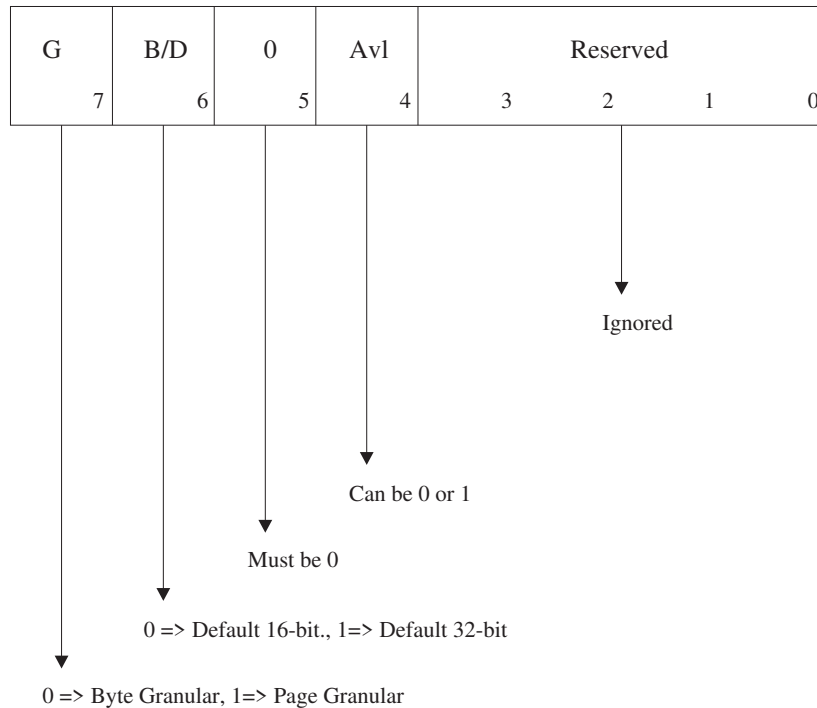 G B/D 0 Avl Reserved
7 6 5 4 3 2 1 0
Ignored
Can be 0 or 1
Must be 0
0 => Default 16-bit., 1=> Default 32-bit
0 => Byte Granular, 1=> Page Granular